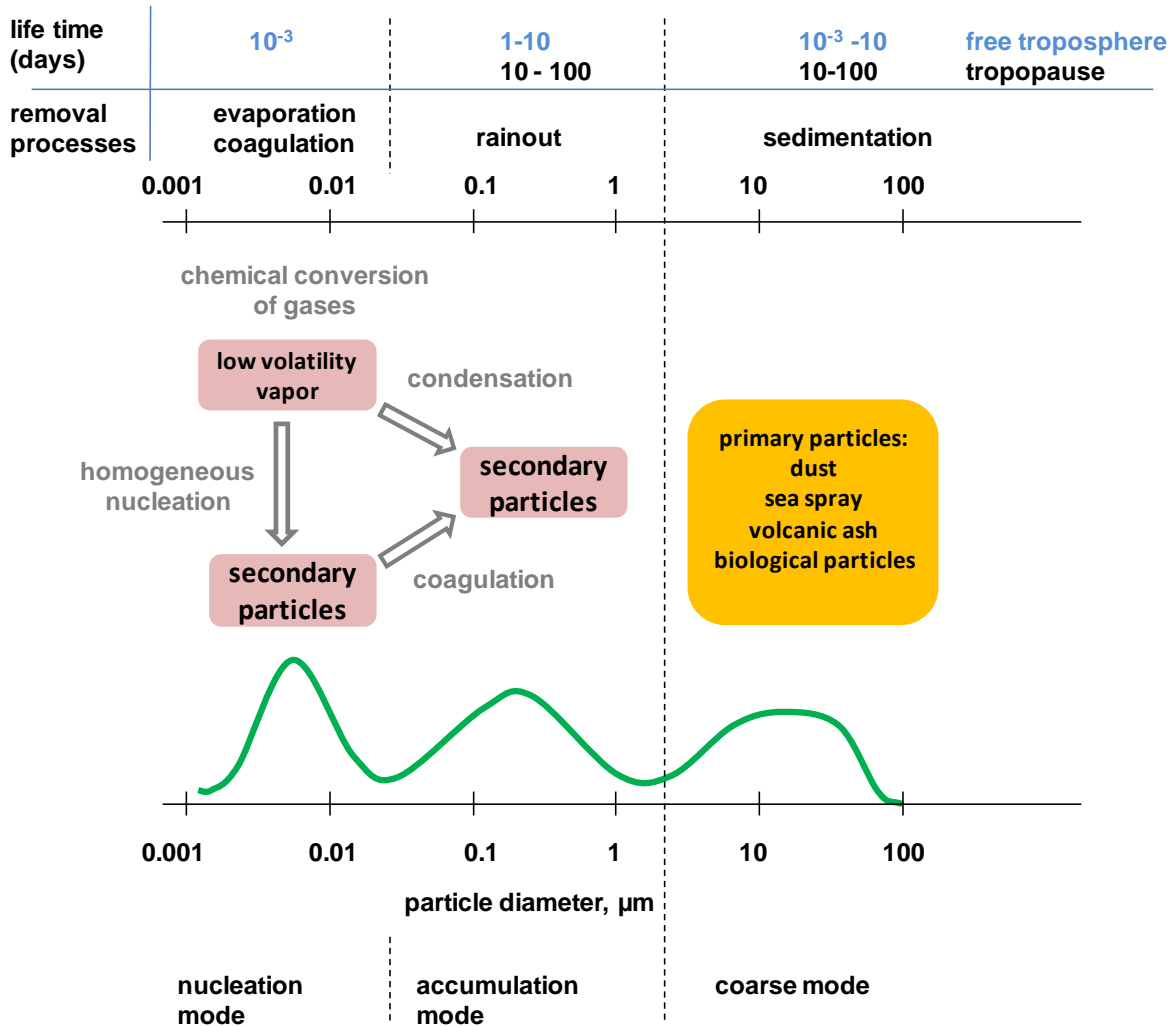 life time
(days)
10-3
1-10
10 - 100
10-3 -10
10-100
free troposphere
tropopause
removal
processes
evaporation
coagulation
rainout
sedimentation
0.001
0.01
0.1
1
10
100
chemical conversion
of gases
low volatility
vapor
condensation
homogeneous
nucleation
secondary
particles
coagulation
secondary
particles
primary particles:
dust
sea spray
volcanic ash
biological particles
0.001
0.01
0.1
1
10
100
particle diameter, µm
nucleation
mode
accumulation
mode
coarse mode